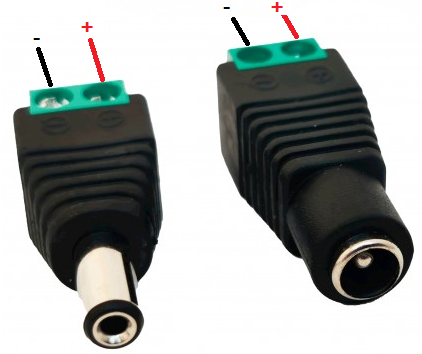 - + - +